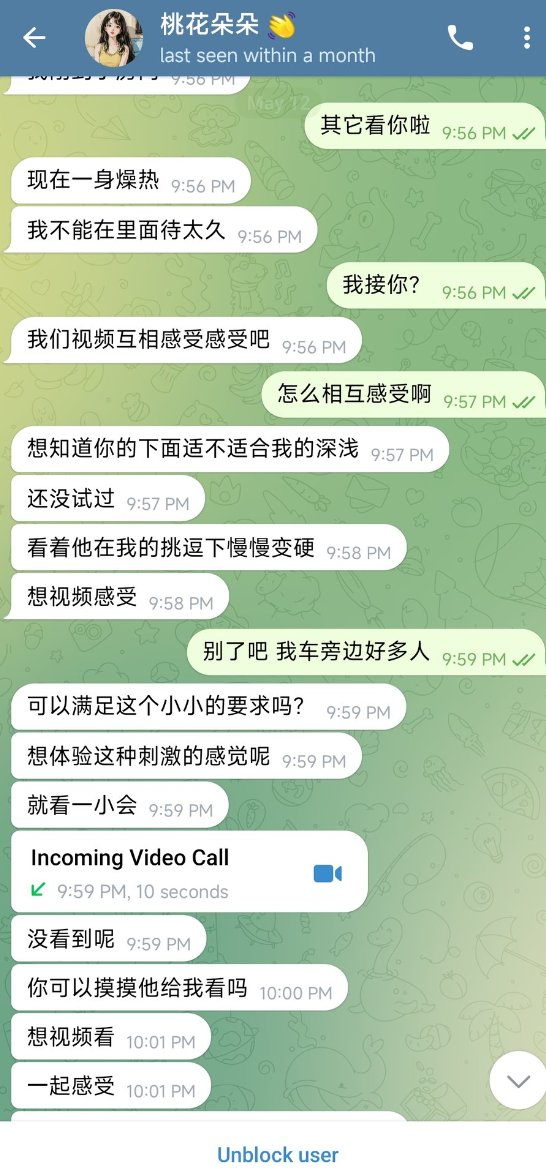 桃花朵朵 👋
last seen within a month
9:56 PM
May 12
其它看你啦 9:56 PM
现在一身燥热 9:56 PM
我不能在里面待太久 9:56 PM
我接你？ 9:56 PM
我们视频互相感受感受吧 9:56 PM
怎么相互感受啊 9:57 PM
想知道你的下面适不适合我的深浅 9:57 PM
还没试过 9:57 PM
看着他在我的挑逗下慢慢变硬 9:58 PM
想视频感受 9:58 PM
别了吧 我车旁边好多人 9:59 PM
可以满足这个小小的要求吗？ 9:59 PM
想体验这种刺激的感觉呢 9:59 PM
就看一小会 9:59 PM
Incoming Video Call
9:59 PM, 10 seconds
没看到呢 9:59 PM
你可以摸摸他给我看吗 10:00 PM
想视频看 10:01 PM
一起感受 10:01 PM
Unblock user